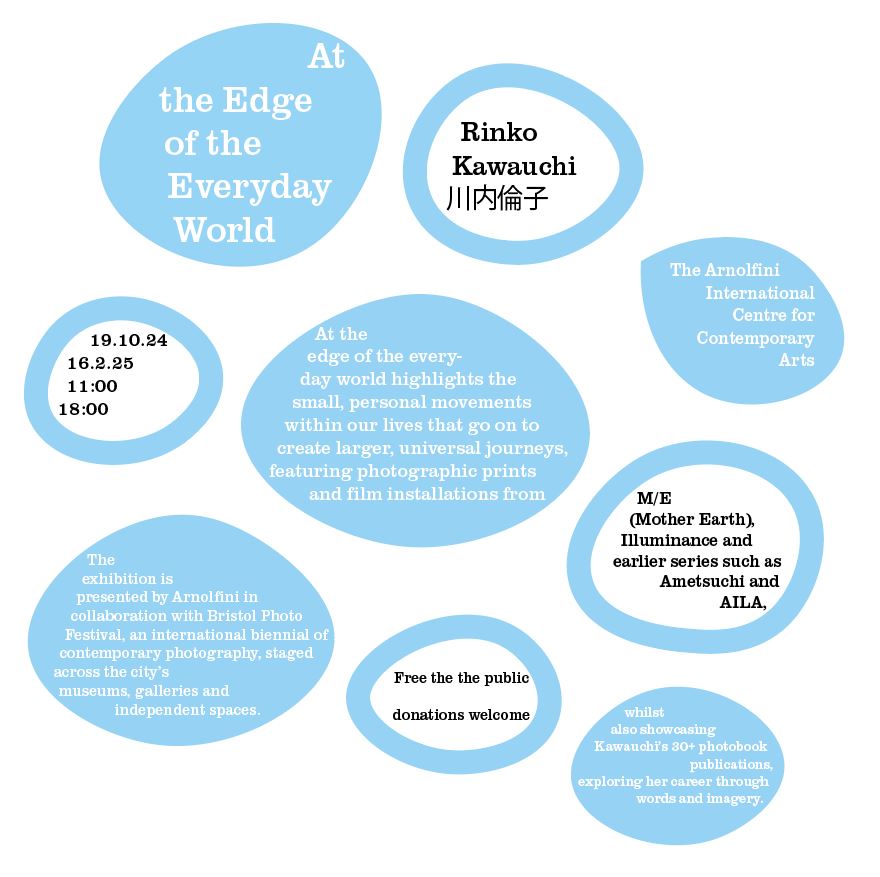 At
the Edge
of the
Everyday
World
Rinko
Kawauchi
川内倫子
The Arnolfini
International
Centre for
Contemporary
Arts
19.10.24
16.2.25
11:00
18:00
At the
edge of the every-
day world highlights the
small, personal movements
within our lives that go on to
create larger, universal journeys,
featuring photographic prints
and film installations from
M/E
(Mother Earth),
Illuminance and
earlier series such as
Ametsuchi and
AILA,
The
exhibition is
presented by Arnolfini in
collaboration with Bristol Photo
Festival, an international biennial of
contemporary photography, staged
across the city's
museums, galleries and
independent spaces.
Free the the public
donations welcome
whilst
also showcasing
Kawauchi's 30+ photobook
publications,
exploring her career through
words and imagery.